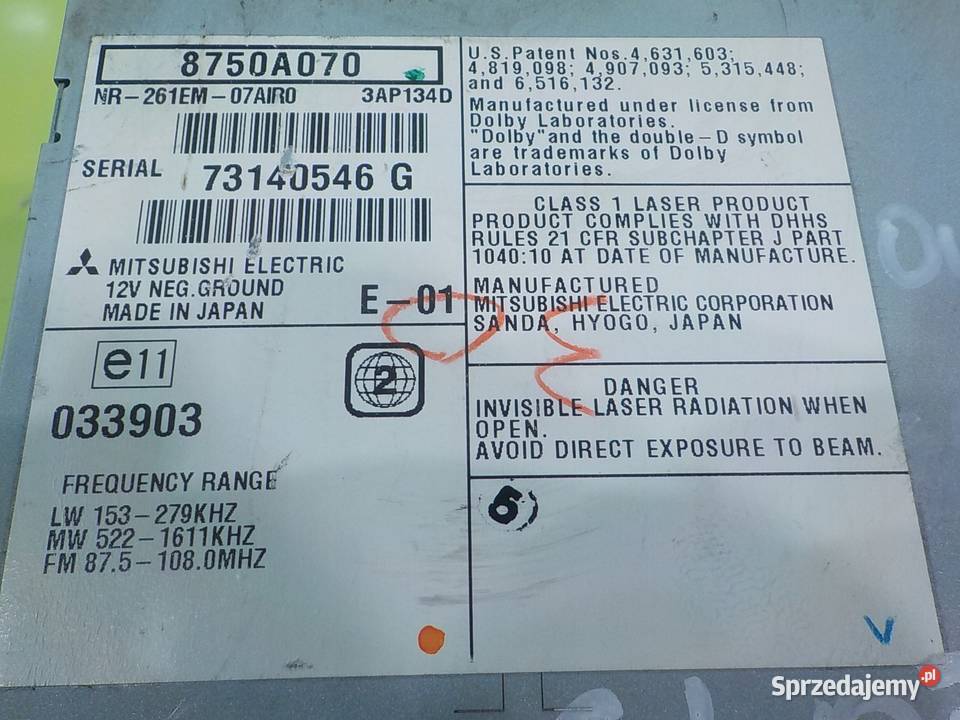 8750A070
NR-261EM-07AIR0 3AP134D
SERIAL 73140546 G
MITSUBISHI ELECTRIC
12V NEG.GROUND
MADE IN JAPAN
E-01
e11
2
033903
FREQUENCY RANGE
LW 153-279KHZ
MW 522-1611KHZ
FM 87.5-108.0MHZ
U.S.Patent Nos.4,631,603;
4,819,098; 4,907,093; 5,315,448;
and 6,516,132.
Manufactured under license from
Dolby Laboratories.
"Dolby"and the double-D symbol
are trademarks of Dolby
Laboratories.
CLASS 1 LASER PRODUCT
PRODUCT COMPLIES WITH DHHS
RULES 21 CFR SUBCHAPTER J PART
1040:10 AT DATE OF MANUFACTURE.
MANUFACTURED
MITSUBISHI ELECTRIC CORPORATION
SANDA, HYOGO, JAPAN
DANGER
INVISIBLE LASER RADIATION WHEN
OPEN.
AVOID DIRECT EXPOSURE TO BEAM.
6
V
Sprzedajemy.pl